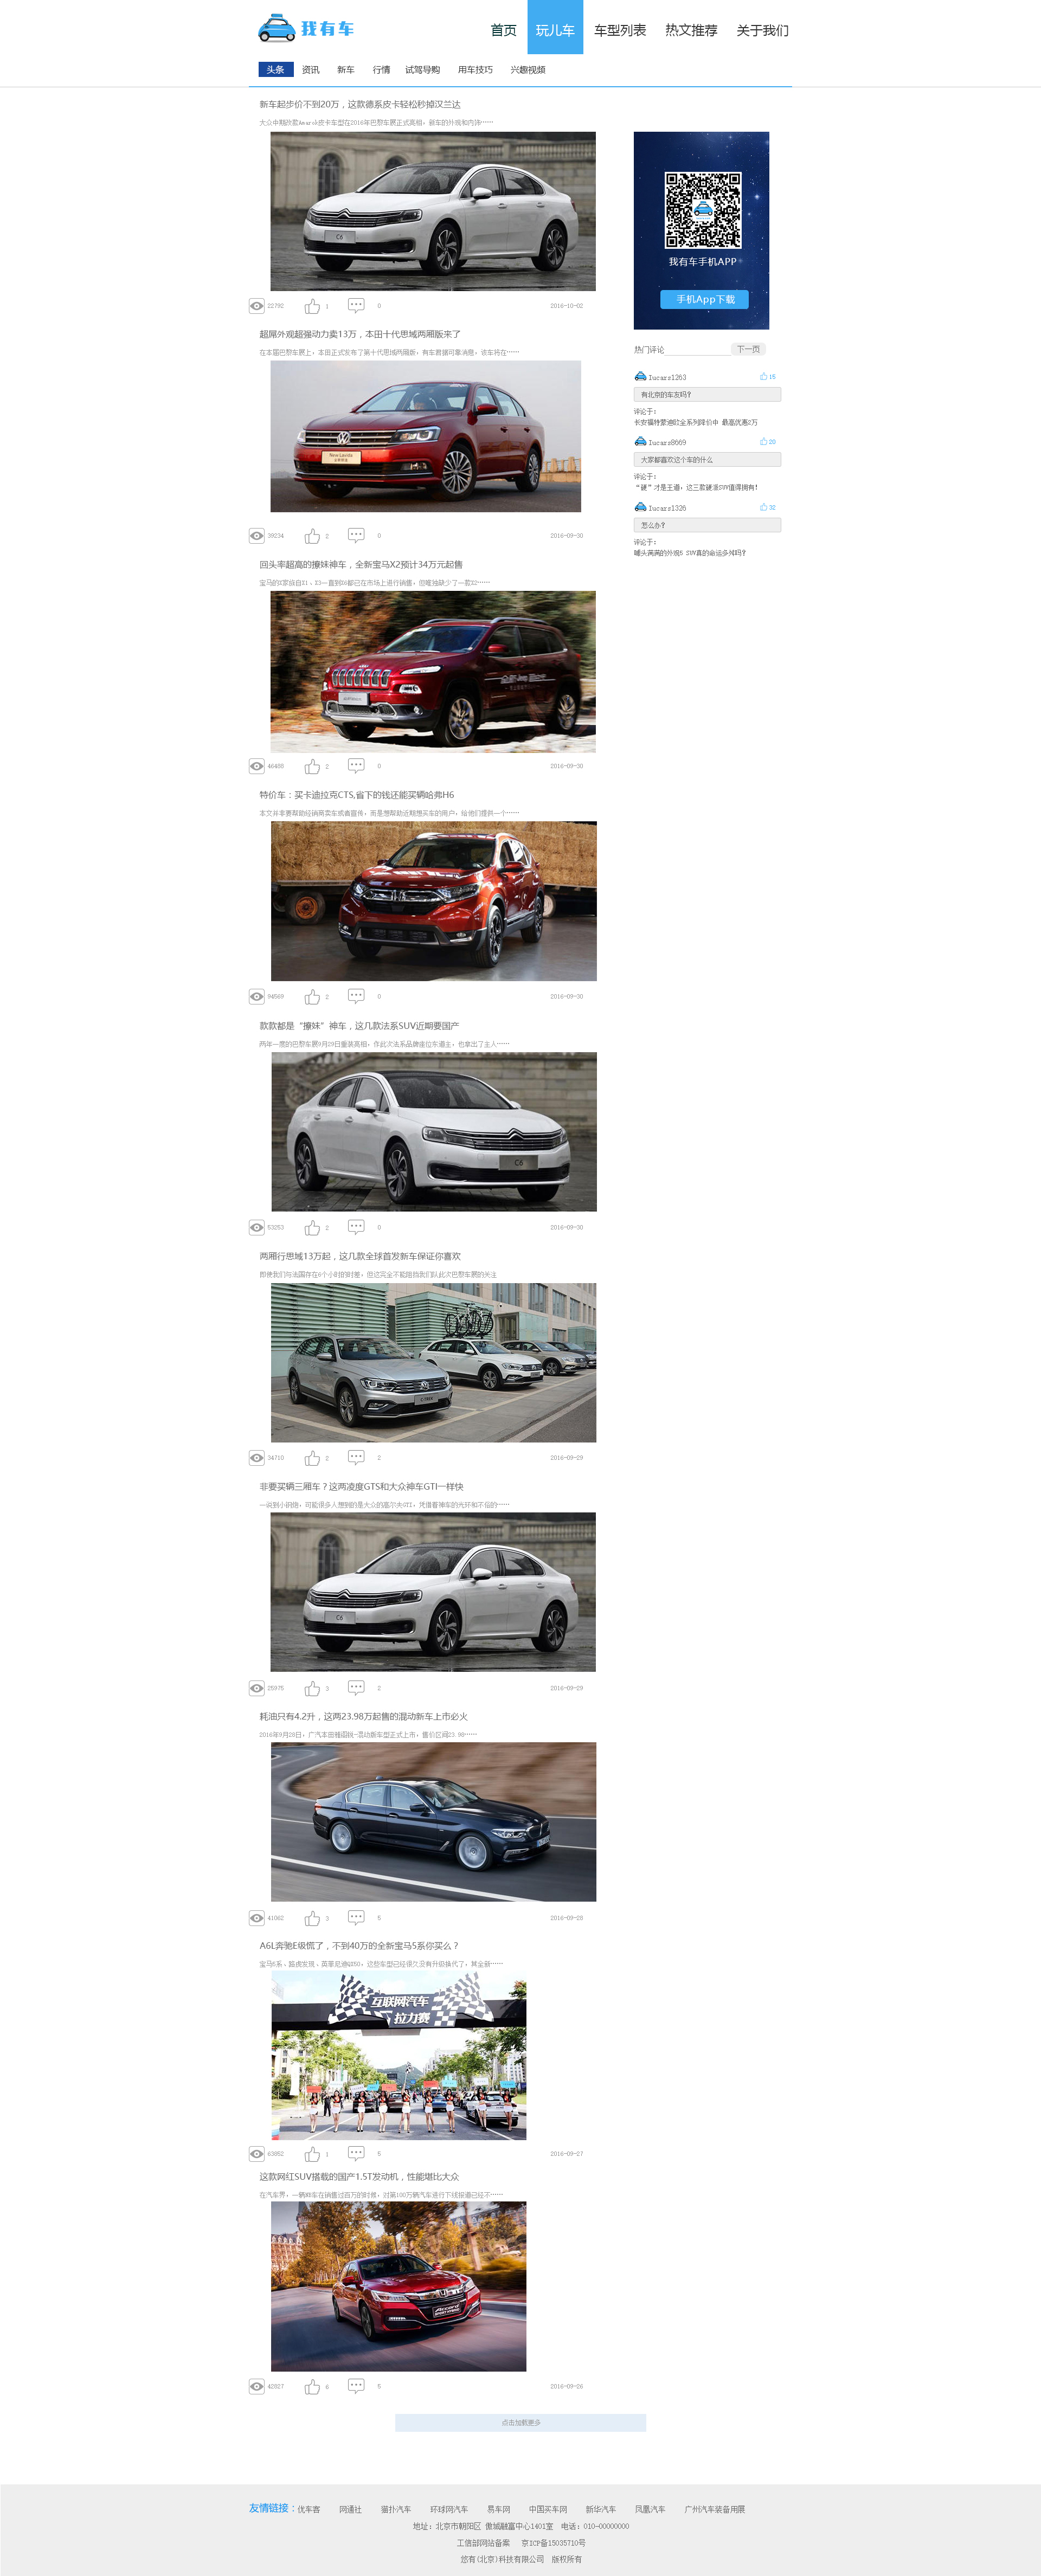 我有车
首页 玩儿车 车型列表 热文推荐 关于我们
头条 资讯 新车 行情 试驾导购 用车技巧 兴趣视频
新车起步价不到20万，这款德系皮卡轻松秒掉汉兰达
大众中期改款Amarok皮卡车型在2016年巴黎车展正式亮相，新车的外观和内饰……
C6
22792 1 0 2016-10-02
我有车手机APP
手机App下载
超屌外观超强动力卖13万，本田十代思域两厢版来了
在本届巴黎车展上，本田正式发布了第十代思域两厢版，有车君据可靠消息，该车将在……
New Lavida
39234 2 0 2016-09-30
热门评论 下一页
Iucars1263 15
有北京的车友吗？
评论于：
长安福特蒙迪欧全系列降价中 最高优惠2万
Iucars8669 20
大家都喜欢这个车的什么
评论于：
“硬”才是王道，这三款硬派SUV值得拥有！
Iucars1326 32
怎么办？
评论于：
噱头满满的外观5 SUV真的命运多舛吗？
回头率超高的撩妹神车，全新宝马X2预计34万元起售
宝马的X家族自X1、X3一直到X6都已在市场上进行销售，但唯独缺少了一款X2……
46488 2 0 2016-09-30
特价车：买卡迪拉克CTS,省下的钱还能买辆哈弗H6
本文并非要帮助经销商卖车或者宣传，而是想帮助近期想买车的用户，给他们提供一个……
94569 2 0 2016-09-30
款款都是“撩妹”神车，这几款法系SUV近期要国产
两年一度的巴黎车展9月29日重装亮相，作此次法系品牌座位东道主，也拿出了主人……
C6
53253 2 0 2016-09-30
两厢行思域13万起，这几款全球首发新车保证你喜欢
即使我们与法国存在6个小时的时差，但这完全不能阻挡我们队此次巴黎车展的关注
34710 2 2 2016-09-29
非要买辆三厢车？这两凌度GTS和大众神车GTI一样快
一说到小钢炮，可能很多人想到的是大众的高尔夫GTI，凭借着神车的光环和不俗的……
C6
25975 3 2 2016-09-29
耗油只有4.2升，这两23.98万起售的混动新车上市必火
2016年9月28日，广汽本田雅阁锐·混动新车型正式上市，售价区间23.98……
41062 3 5 2016-09-28
A6L奔驰E级慌了，不到40万的全新宝马5系你买么？
宝马5系、路虎发现、英菲尼迪QX50，这些车型已经很久没有升级换代了，其全新……
互联网汽车
拉力赛
63852 1 5 2016-09-27
这款网红SUV搭载的国产1.5T发动机，性能堪比大众
在汽车界，一辆神车在销售过百万的时候，对第100万辆汽车进行下线报道已经不……
42827 6 5 2016-09-26
点击加载更多
友情链接：优车客 网通社 猫扑汽车 环球网汽车 易车网 中国买车网 新华汽车 凤凰汽车 广州汽车装备用展
地址：北京市朝阳区 傲城融富中心1401室 电话：010-00000000
工信部网站备案 京ICP备15035710号
您有(北京)科技有限公司 版权所有